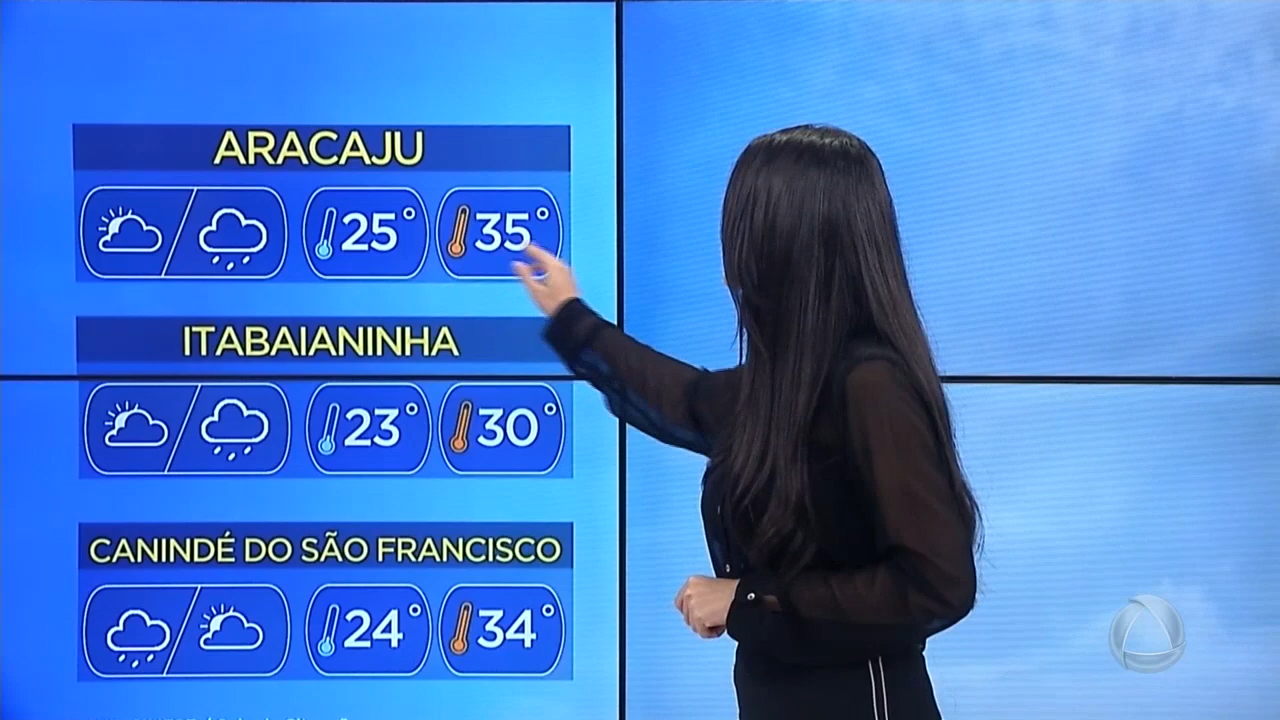 ARACAJU
25° 35°
ITABAIANINHA
23° 30°
CANINDÉ DO SÃO FRANCISCO
24° 34°